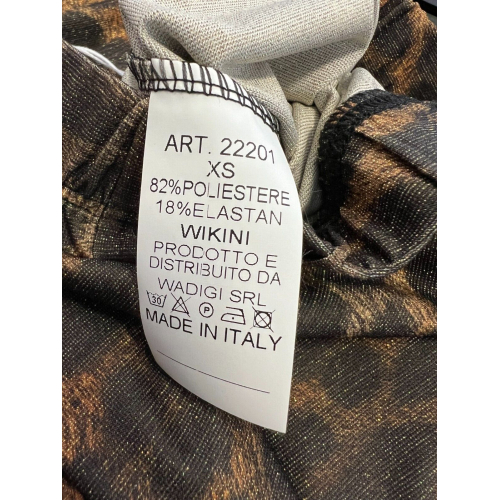 ART. 22201
XS
82%POLIESTERE
18%ELASTAN
WIKINI
PRODOTTO E
DISTRIBUITO DA
WADIGI SRL
30 P
MADE IN ITALY